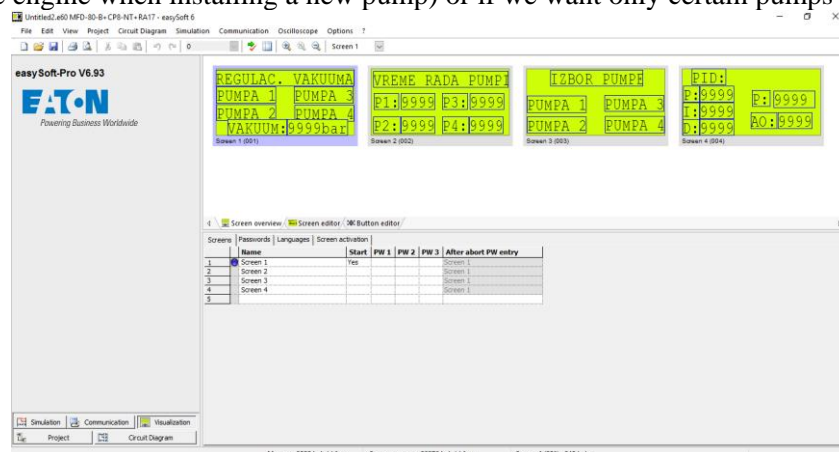 e engine when installing a new pump) or if we want only certain pumps
Untitled2.e60 MFD-80-B+CP8-NT+RA17 - easySoft 6
File Edit View Project Circuit Diagram Simulation Communication Oscilloscope Options ?
0 Screen 1
easySoft-Pro V6.93
EATON
Powering Business Worldwide
REGULAC. VAKUUMA
PUMPA 1 PUMPA 3
PUMPA 2 PUMPA 4
VAKUUM:9999bar
Screen 1 (001)
VREME RADA PUMPI
P1:9999 P3:9999
P2:9999 P4:9999
Screen 2 (002)
IZBOR PUMPE
PUMPA 1 PUMPA 3
PUMPA 2 PUMPA 4
Screen 3 (003)
PID:
P:9999 P:9999
I:9999
D:9999 AO:9999
Screen 4 (004)
Screen overview Screen editor Button editor
Screens Passwords Languages Screen activation
Name Start PW 1 PW 2 PW 3 After abort PW entry
1 Screen 1 Yes Screen 1
2 Screen 2 Screen 1
3 Screen 3 Screen 1
4 Screen 4 Screen 1
5
Simulation Communication Visualization
Project Circuit Diagram